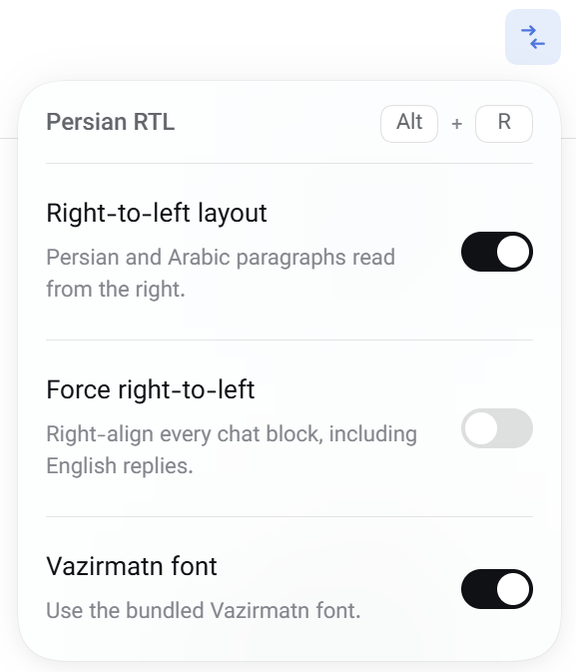 Persian RTL
Alt + R
Right-to-left layout
Persian and Arabic paragraphs read
from the right.
Force right-to-left
Right-align every chat block, including
English replies.
Vazirmatn font
Use the bundled Vazirmatn font.